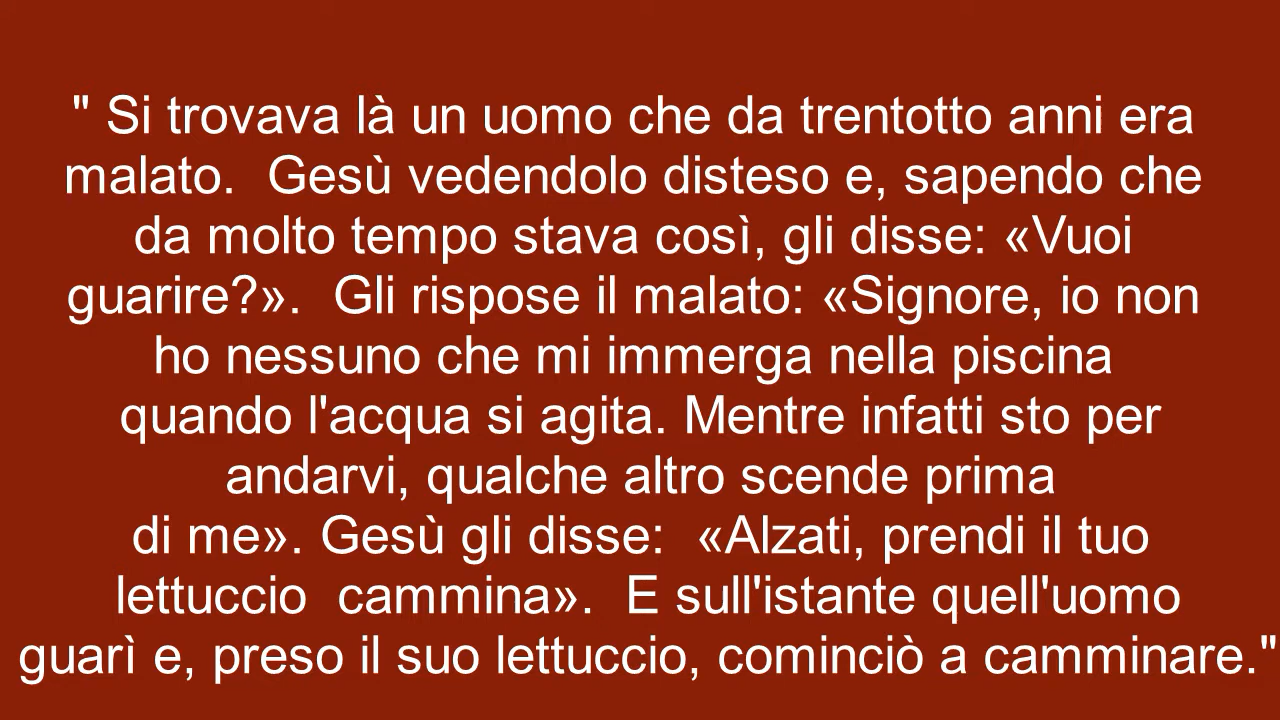 " Si trovava là un uomo che da trentotto anni era
malato.  Gesù vedendolo disteso e, sapendo che
da molto tempo stava così, gli disse: «Vuoi
guarire?».  Gli rispose il malato: «Signore, io non
ho nessuno che mi immerga nella piscina
quando l'acqua si agita. Mentre infatti sto per
andarvi, qualche altro scende prima
di me». Gesù gli disse:  «Alzati, prendi il tuo
lettuccio  cammina».  E sull'istante quell'uomo
guarì e, preso il suo lettuccio, cominciò a camminare."